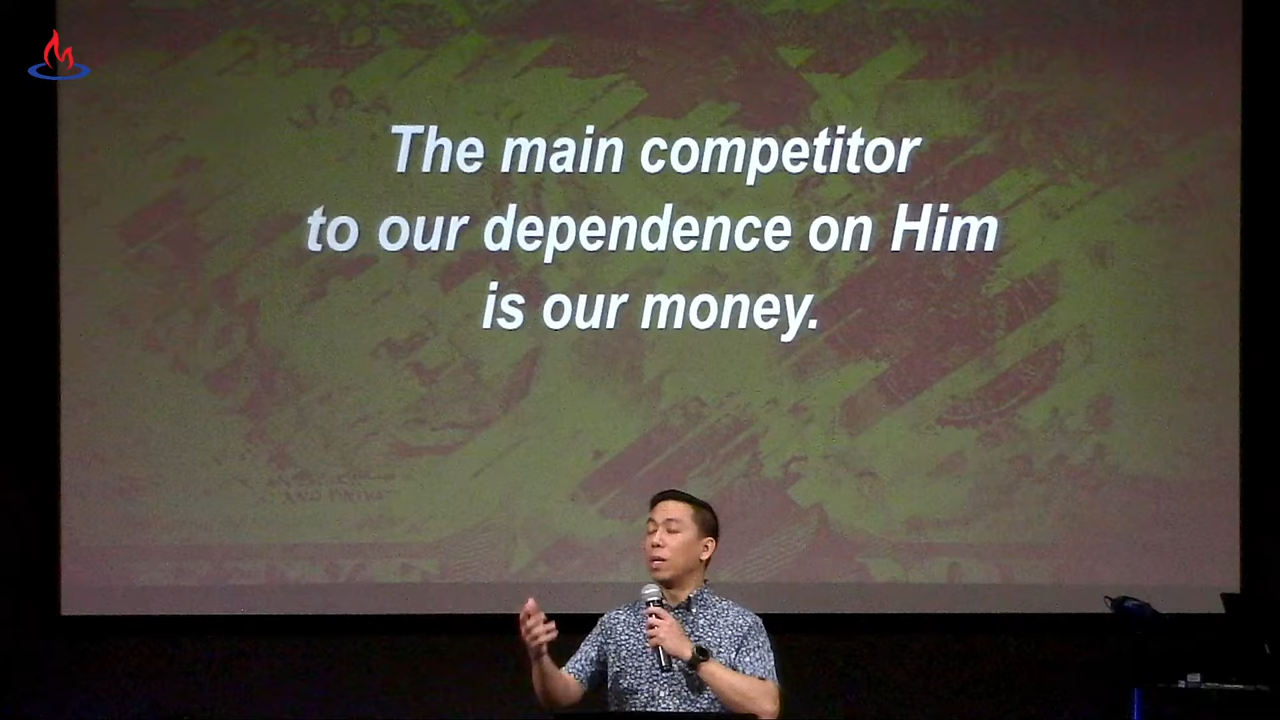 The main competitor
to our dependence on Him
is our money.